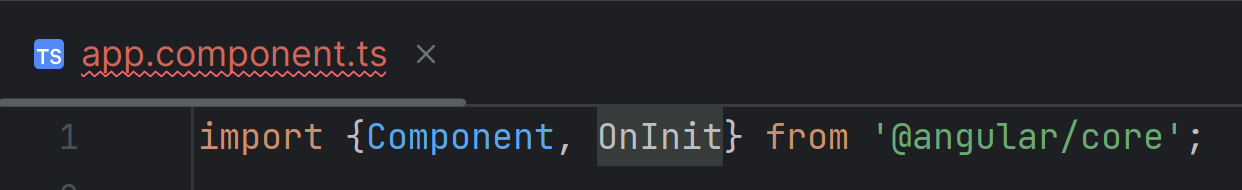 TS app.component.ts ×
1 import {Component, OnInit} from '@angular/core';